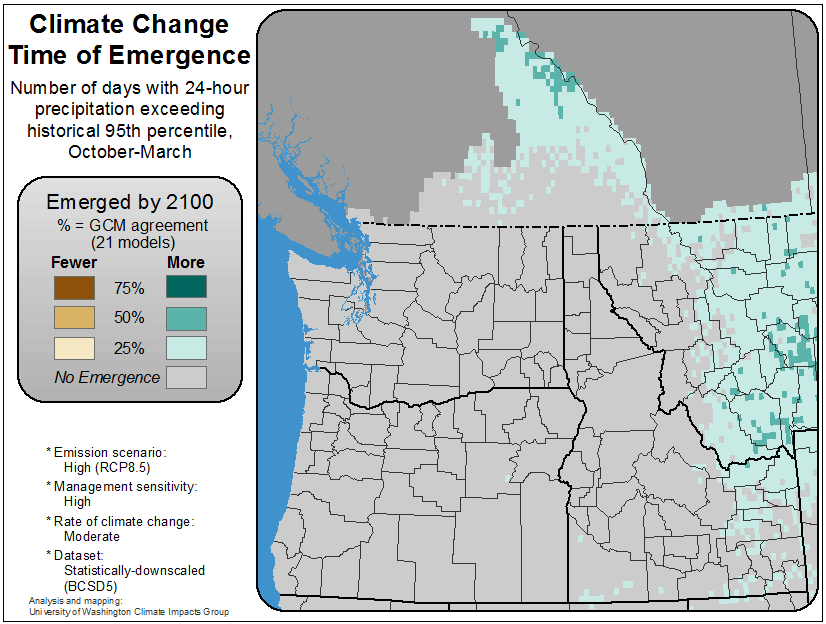 Climate Change
Time of Emergence
Number of days with 24-hour
precipitation exceeding
historical 95th percentile,
October-March
Emerged by 2100
% = GCM agreement
(21 models)
Fewer More
75%
50%
25%
No Emergence
* Emission scenario:
High (RCP8.5)
* Management sensitivity:
High
* Rate of climate change:
Moderate
* Dataset:
Statistically-downscaled
(BCSD5)
Analysis and mapping:
University of Washington Climate Impacts Group